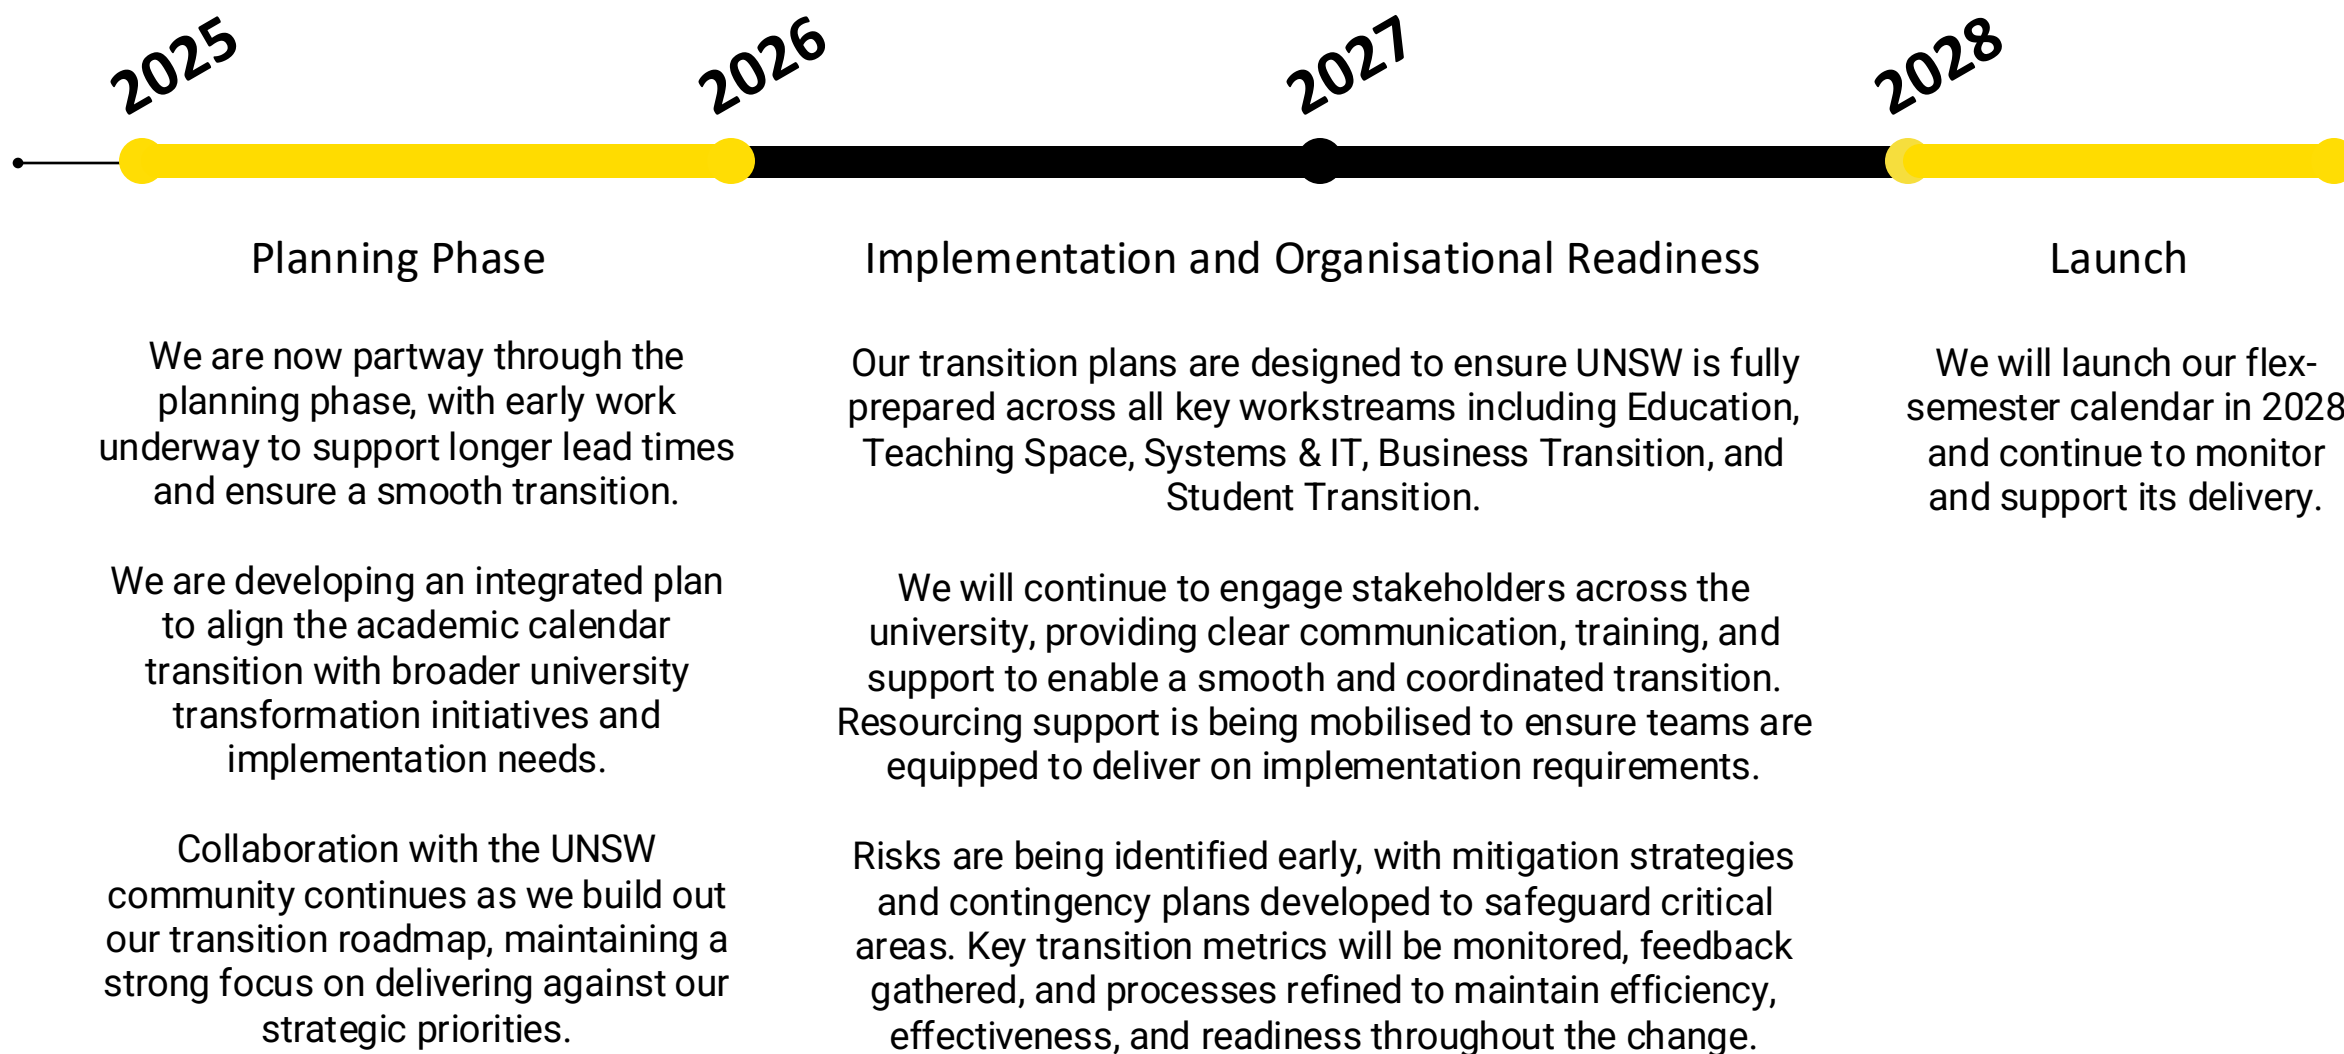 2025
2026
2027
2028
Planning Phase
We are now partway through the
planning phase, with early work
underway to support longer lead times
and ensure a smooth transition.
We are developing an integrated plan
to align the academic calendar
transition with broader university
transformation initiatives and
implementation needs.
Collaboration with the UNSW
community continues as we build out
our transition roadmap, maintaining a
strong focus on delivering against our
strategic priorities.
Implementation and Organisational Readiness
Our transition plans are designed to ensure UNSW is fully
prepared across all key workstreams including Education,
Teaching Space, Systems & IT, Business Transition, and
Student Transition.
We will continue to engage stakeholders across the
university, providing clear communication, training, and
support to enable a smooth and coordinated transition.
Resourcing support is being mobilised to ensure teams are
equipped to deliver on implementation requirements.
Risks are being identified early, with mitigation strategies
and contingency plans developed to safeguard critical
areas. Key transition metrics will be monitored, feedback
gathered, and processes refined to maintain efficiency,
effectiveness, and readiness throughout the change.
Launch
We will launch our flex-
semester calendar in 2028
and continue to monitor
and support its delivery.